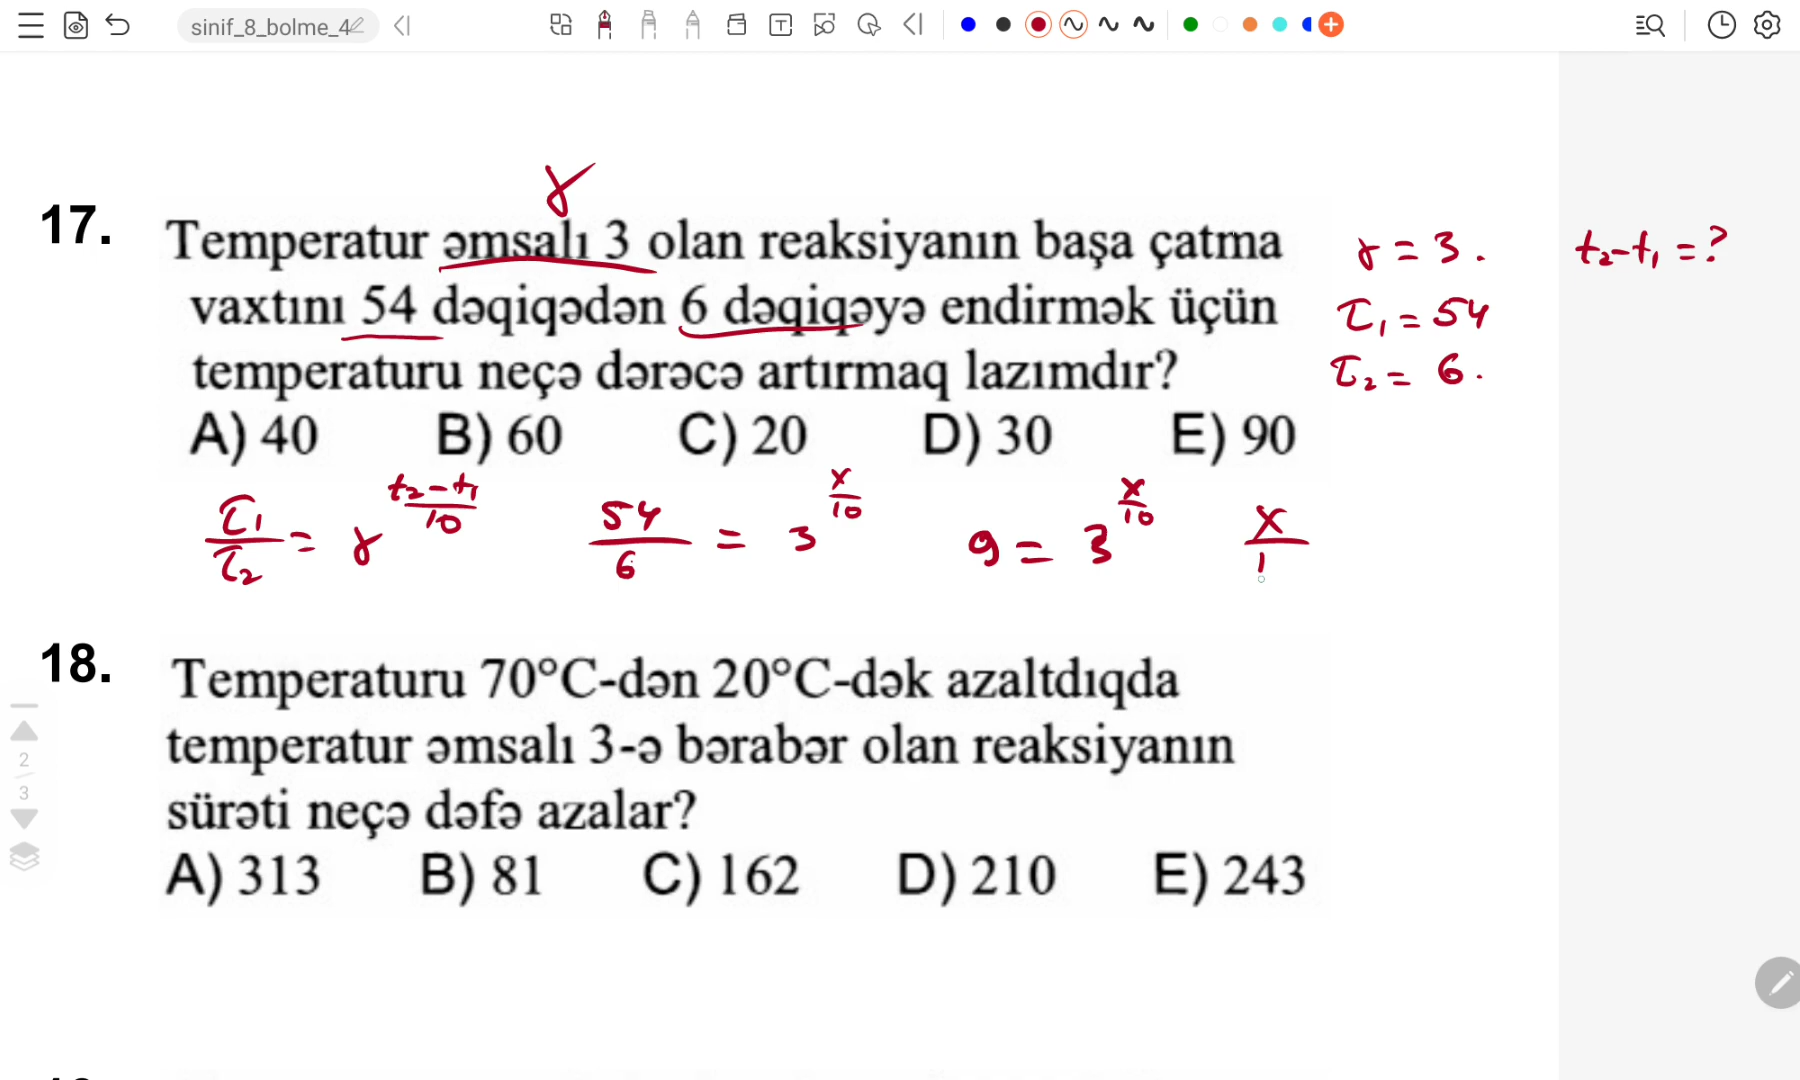 sinif_8_bolme_4
γ
17. Temperatur əmsalı 3 olan reaksiyanın başa çatma
vaxtını 54 dəqiqədən 6 dəqiqəyə endirmək üçün
temperaturu neçə dərəcə artırmaq lazımdır?
A) 40 B) 60 C) 20 D) 30 E) 90
γ = 3. t₂-t₁ = ?
τ₁ = 54
τ₂ = 6.
τ₁/τ₂ = γ^((t₂-t₁)/10) 54/6 = 3^(x/10) 9 = 3^(x/10) x/1
18. Temperaturu 70°C-dən 20°C-dək azaltdıqda
temperatur əmsalı 3-ə bərabər olan reaksiyanın
sürəti neçə dəfə azalar?
A) 313 B) 81 C) 162 D) 210 E) 243
2
3